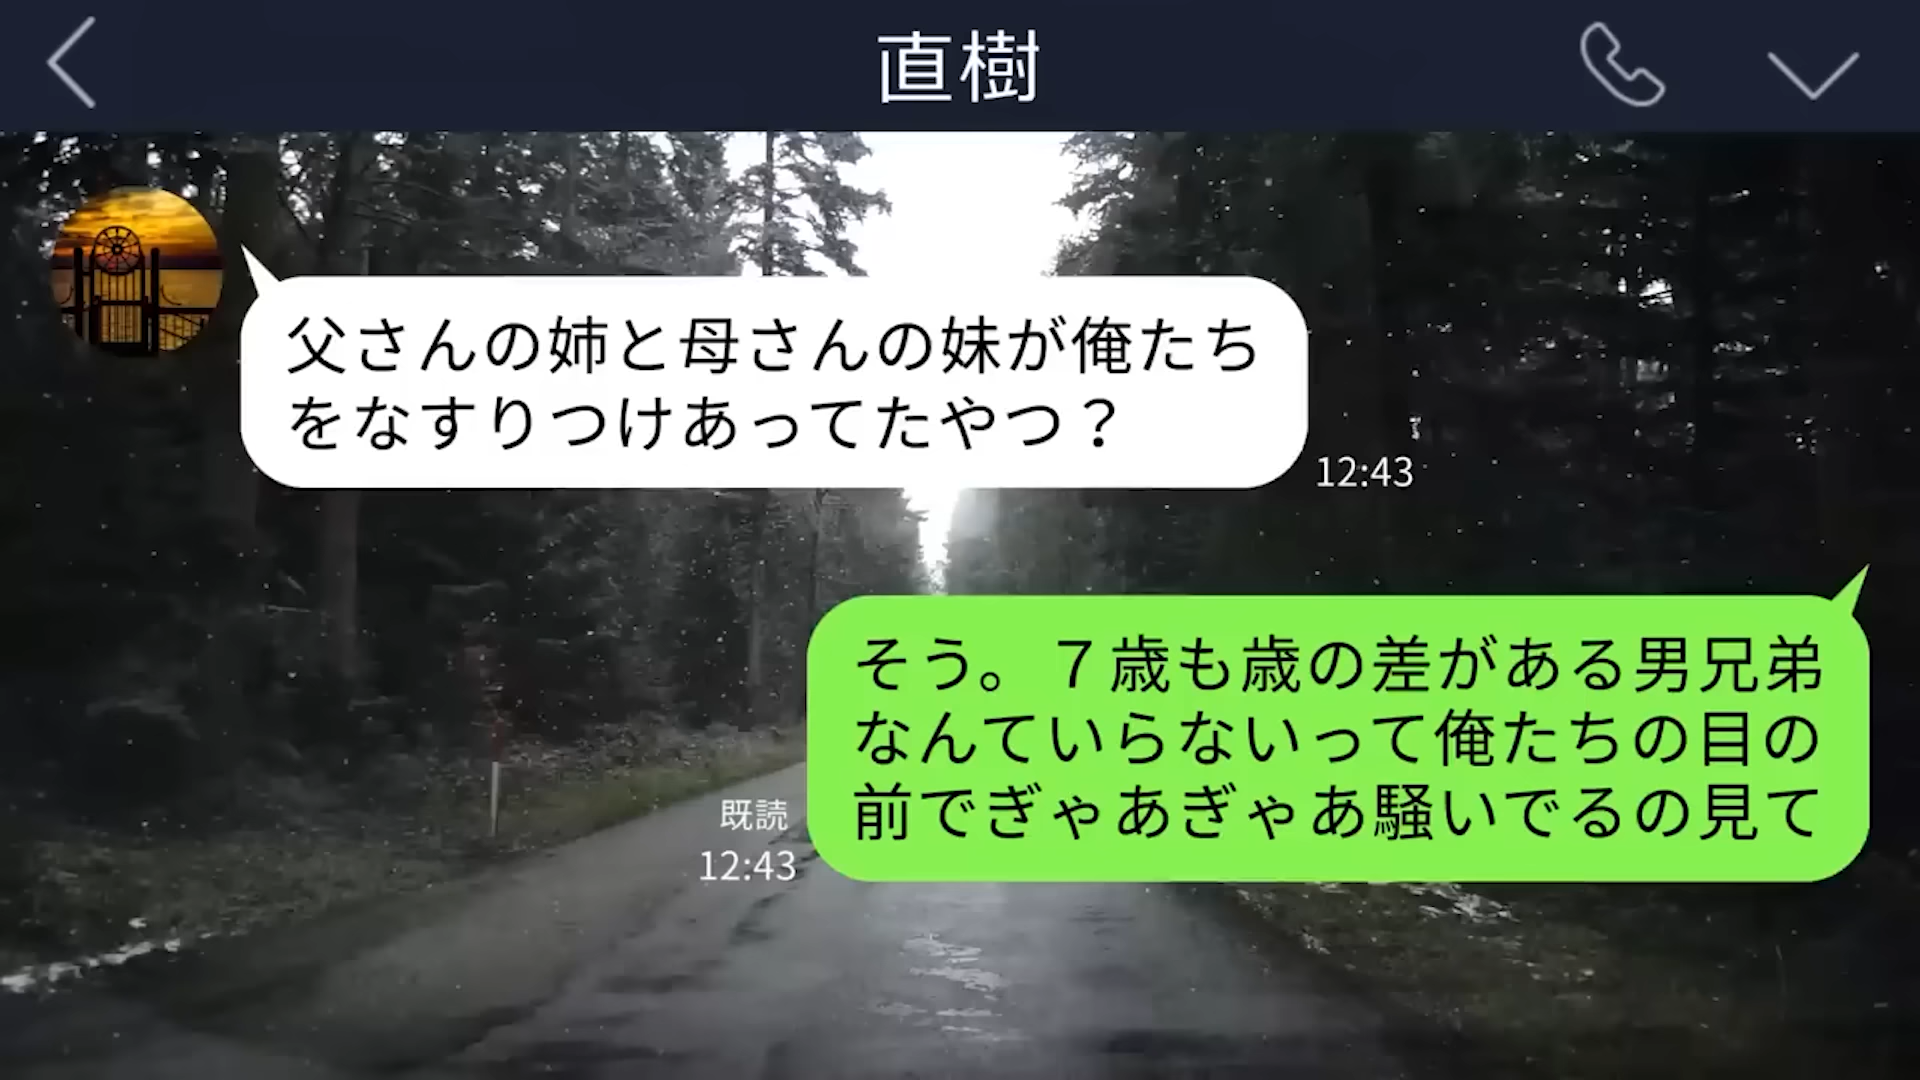 直樹
父さんの姉と母さんの妹が俺たち
をなすりつけあってたやつ？
12:43
そう。７歳も歳の差がある男兄弟
なんていらないって俺たちの目の
前でぎゃあぎゃあ騒いでるの見て
既読
12:43